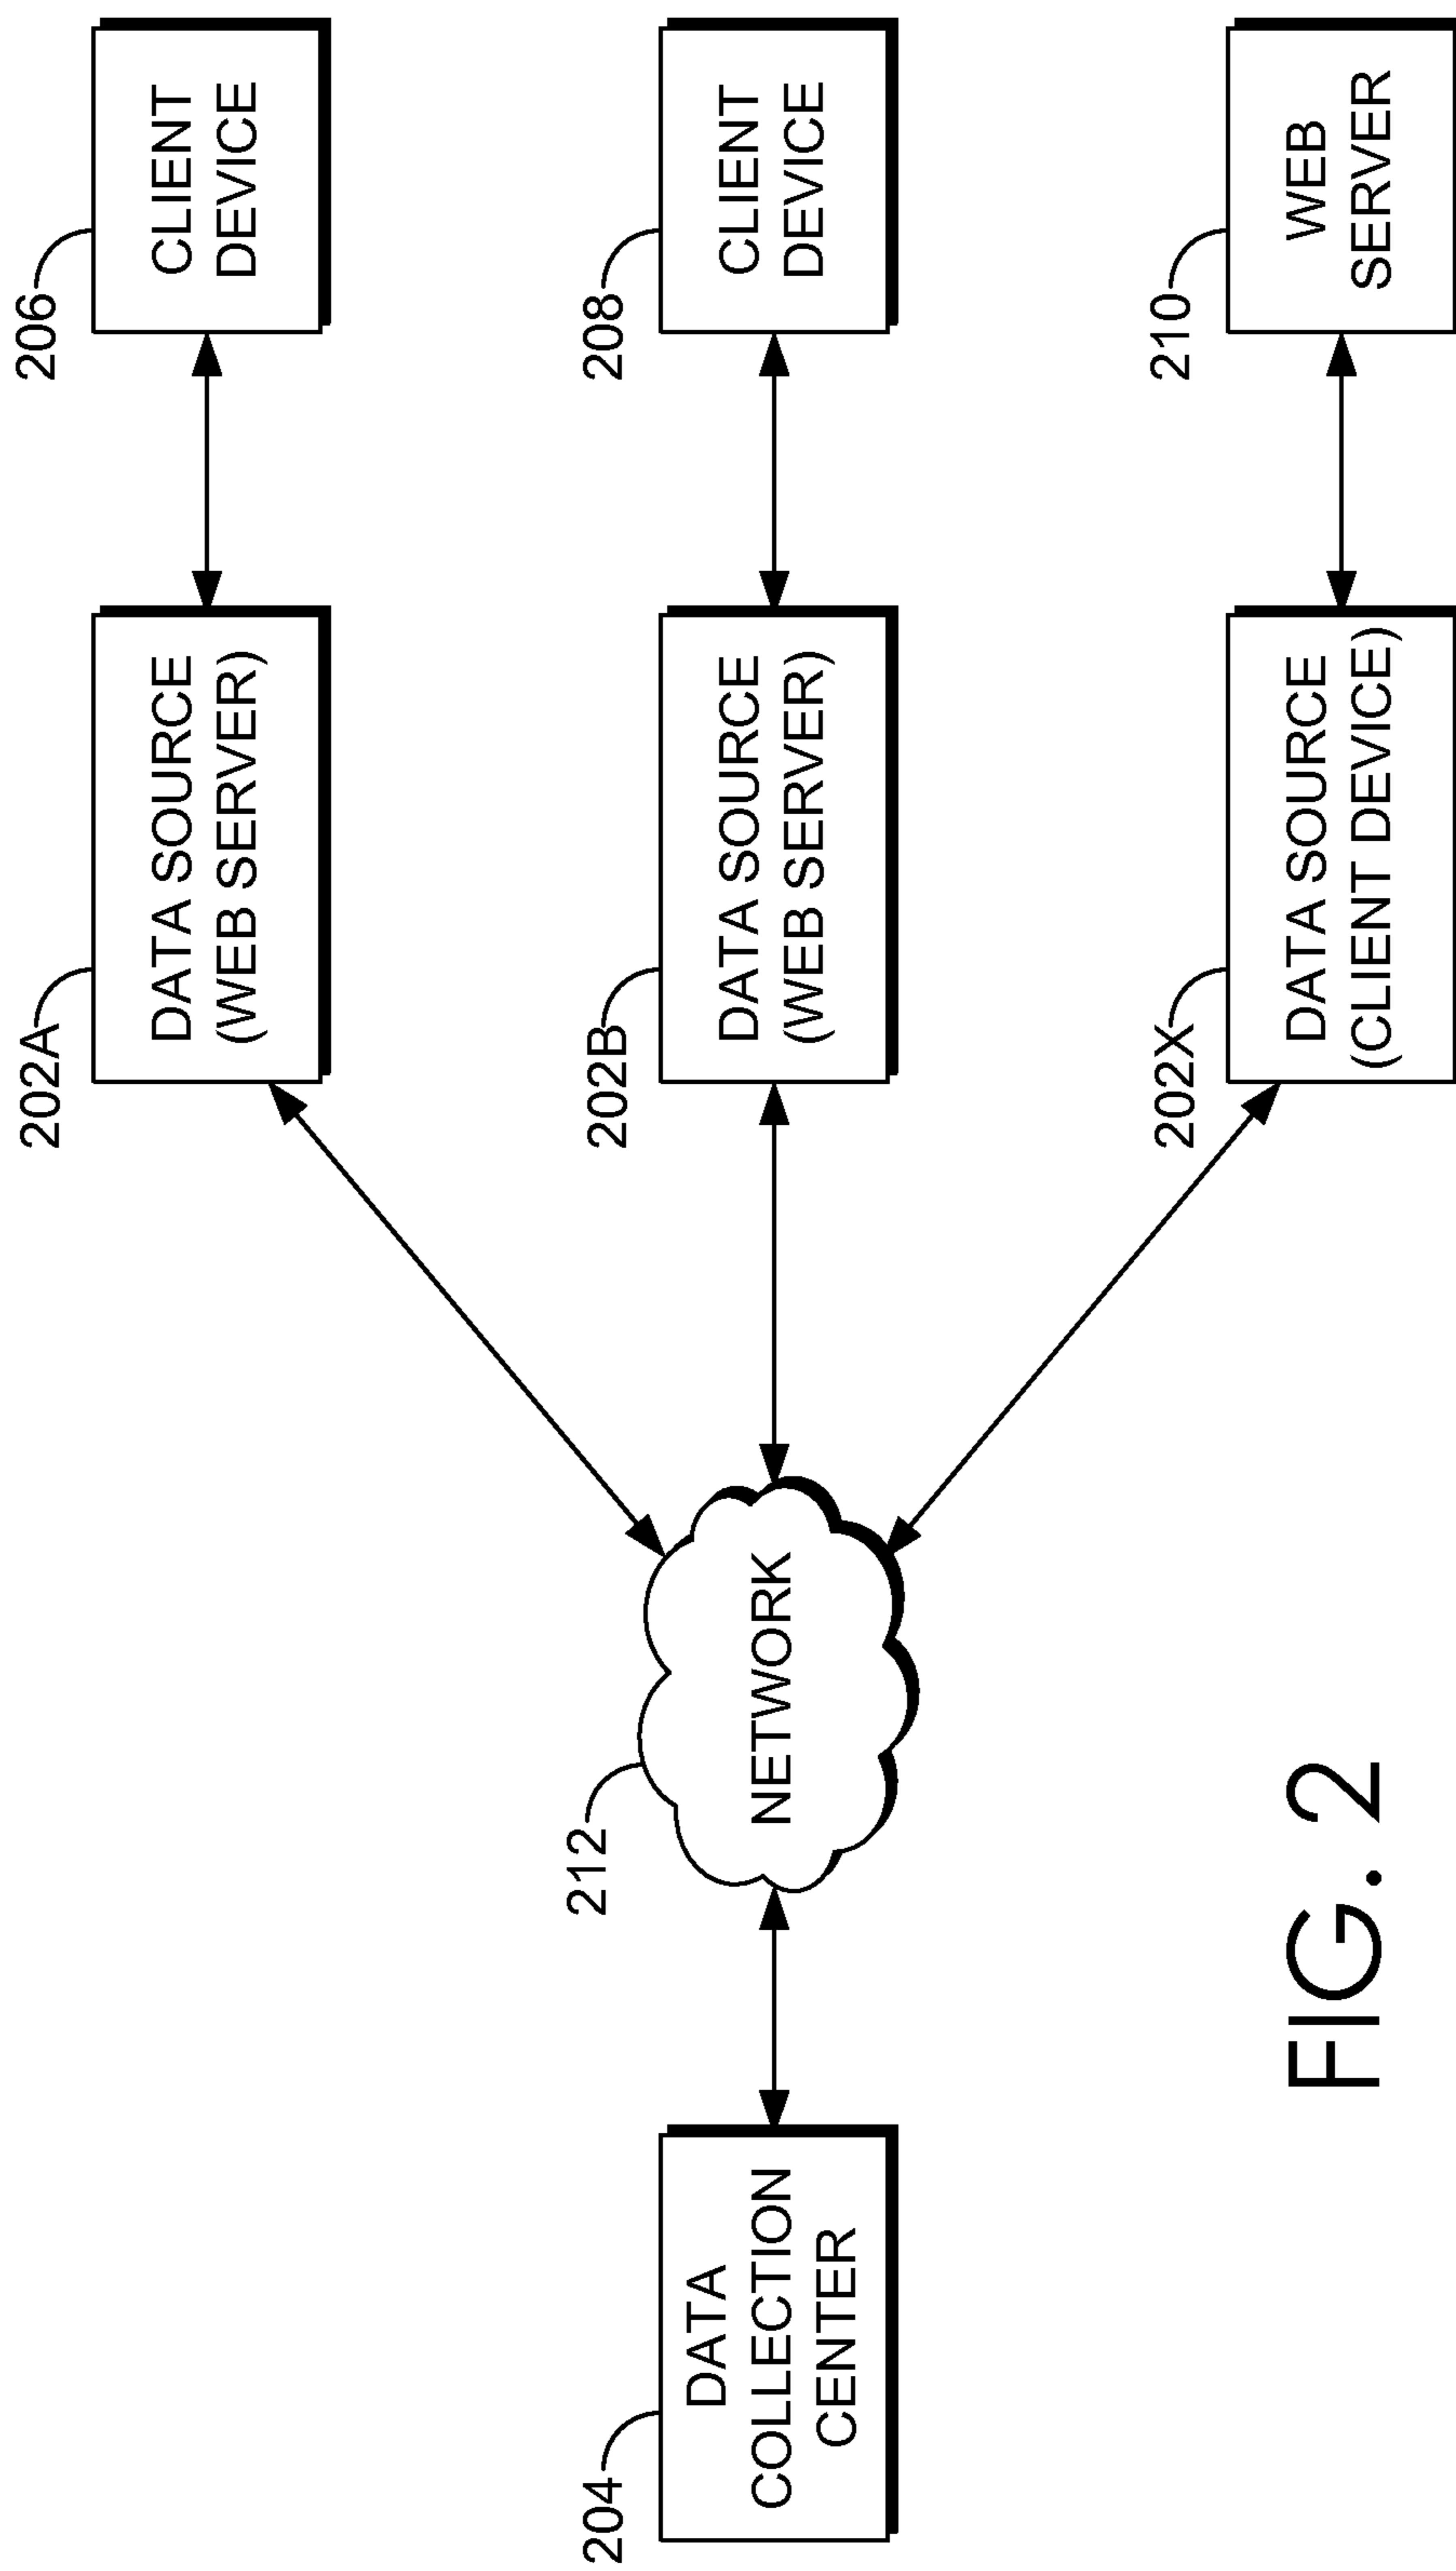 202A
DATA SOURCE
(WEB SERVER)
206
CLIENT
DEVICE
204
DATA
COLLECTION
CENTER
212
NETWORK
202B
DATA SOURCE
(WEB SERVER)
208
CLIENT
DEVICE
202X
DATA SOURCE
(CLIENT DEVICE)
210
WEB
SERVER
FIG. 2